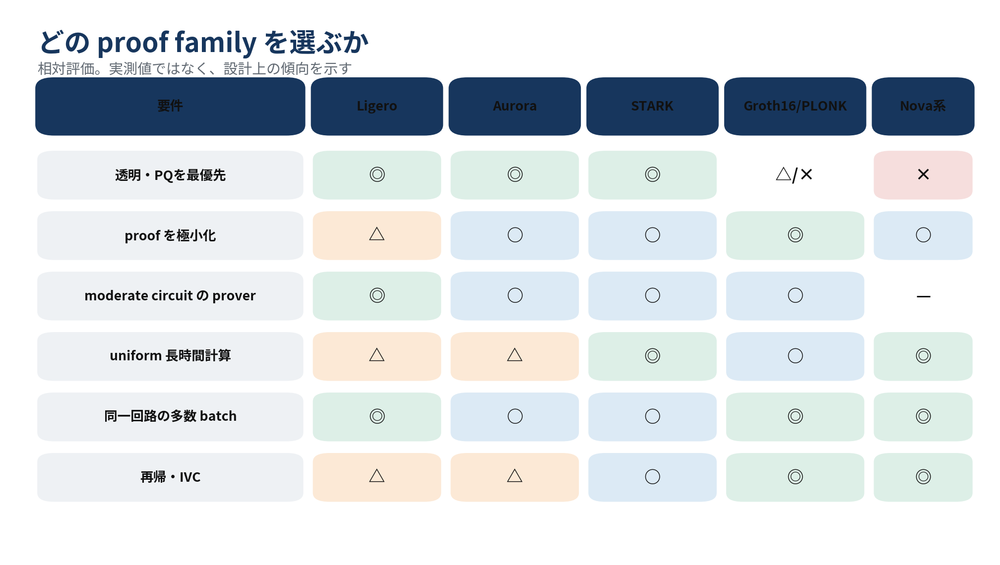 どの proof family を選ぶか
相対評価。実測値ではなく、設計上の傾向を示す
要件 Ligero Aurora STARK Groth16/PLONK Nova系
透明・PQを最優先 ◎ ◎ ◎ △/× ×
proof を極小化 △ ○ ○ ◎ ○
moderate circuit の prover ◎ ○ ○ ○ —
uniform 長時間計算 △ △ ◎ ○ ◎
同一回路の多数 batch ◎ ○ ○ ◎ ◎
再帰・IVC △ △ ○ ◎ ◎